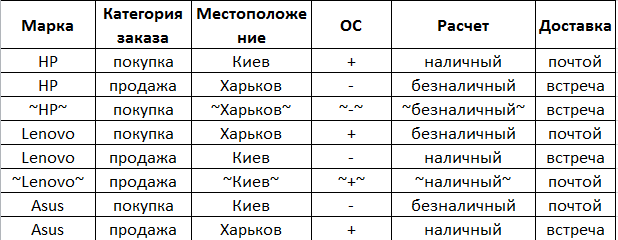 Марка Категория заказа Местоположе ОС Расчет Доставка
ние
HP покупка Киев + наличный почтой
HP продажа Харьков - безналичный встреча
~HP~ покупка ~Харьков~ ~-~ ~безналичный~ встреча
Lenovo покупка Харьков + безналичный почтой
Lenovo продажа Киев - наличный встреча
~Lenovo~ продажа ~Киев~ ~+~ ~наличный~ почтой
Asus покупка Киев - безналичный почтой
Asus продажа Харьков + наличный встреча